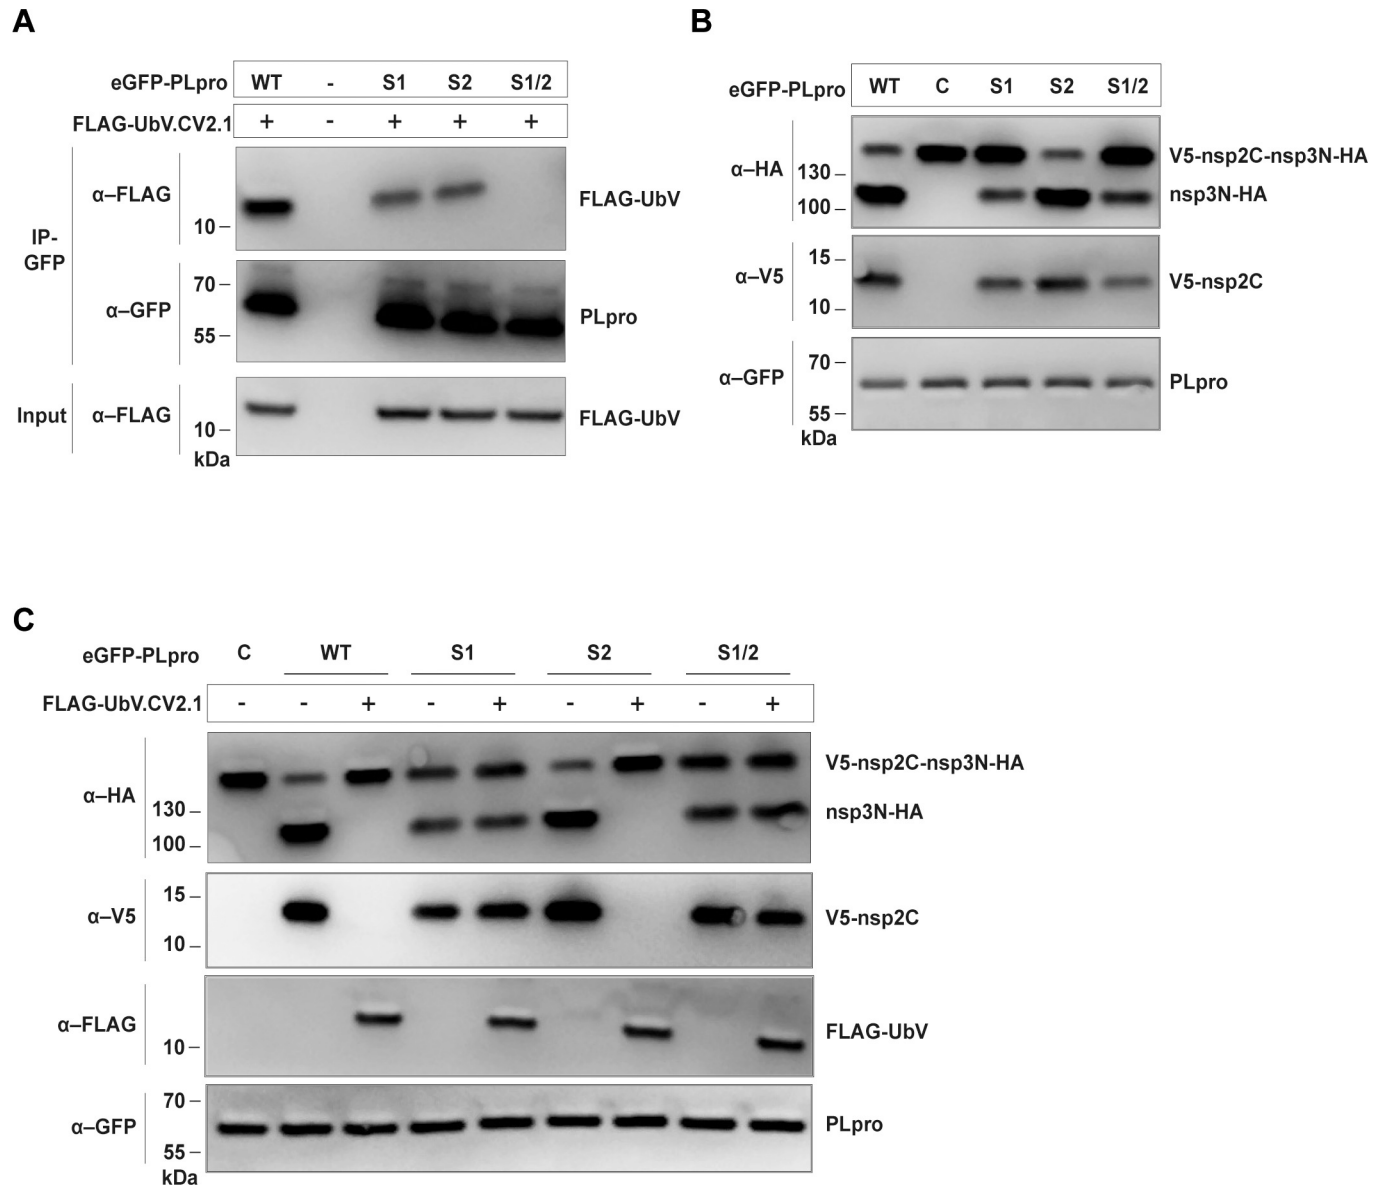 A
eGFP-PLpro WT - S1 S2 S1/2
FLAG-UbV.CV2.1 + - + + +
IP-GFP
α–FLAG
10
FLAG-UbV
α–GFP
70
55
PLpro
Input
α–FLAG
10
FLAG-UbV
kDa
B
eGFP-PLpro WT C S1 S2 S1/2
α–HA
130
100
V5-nsp2C-nsp3N-HA
nsp3N-HA
α–V5
15
10
V5-nsp2C
α–GFP
70
55
PLpro
kDa
C
eGFP-PLpro C WT S1 S2 S1/2
FLAG-UbV.CV2.1 - - + - + - + - +
α–HA
130
100
V5-nsp2C-nsp3N-HA
nsp3N-HA
α–V5
15
10
V5-nsp2C
α–FLAG
10
FLAG-UbV
α–GFP
70
55
PLpro
kDa